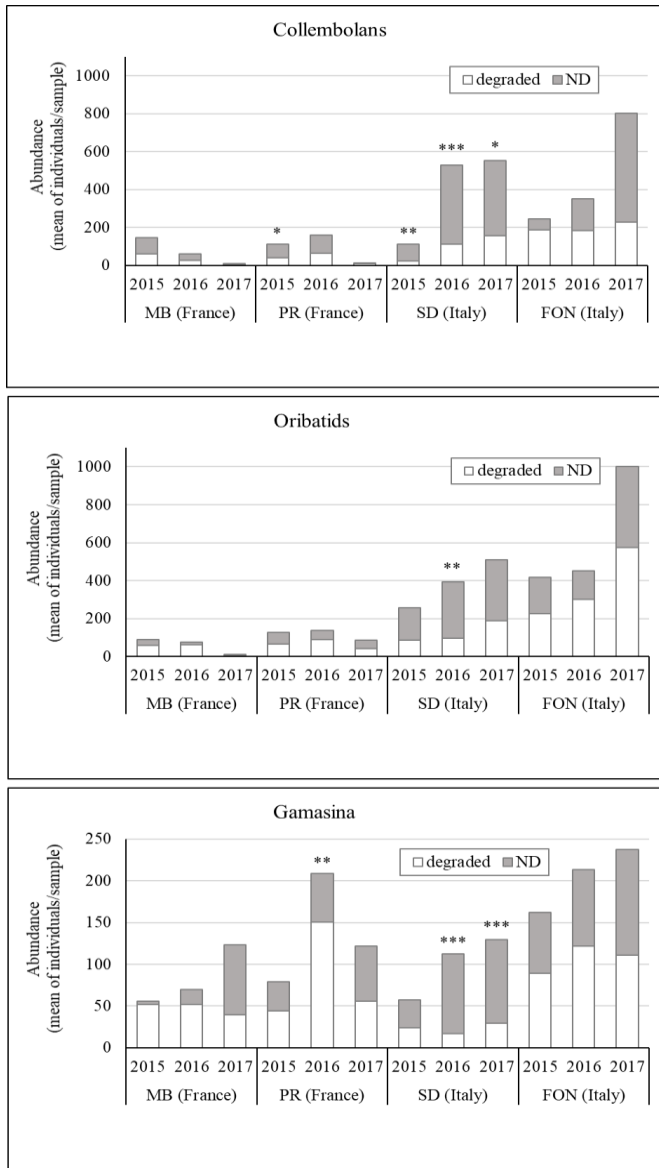 Collembolans
Abundance
(mean of individuals/sample)
1000
800
600
400
200
0
degraded ND
* ** *** *
2015 2016 2017 2015 2016 2017 2015 2016 2017 2015 2016 2017
MB (France) PR (France) SD (Italy) FON (Italy)
Oribatids
Abundance
(mean of individuals/sample)
1000
800
600
400
200
0
degraded ND
**
2015 2016 2017 2015 2016 2017 2015 2016 2017 2015 2016 2017
MB (France) PR (France) SD (Italy) FON (Italy)
Gamasina
Abundance
(mean of individuals/sample)
250
200
150
100
50
0
degraded ND
** *** ***
2015 2016 2017 2015 2016 2017 2015 2016 2017 2015 2016 2017
MB (France) PR (France) SD (Italy) FON (Italy)